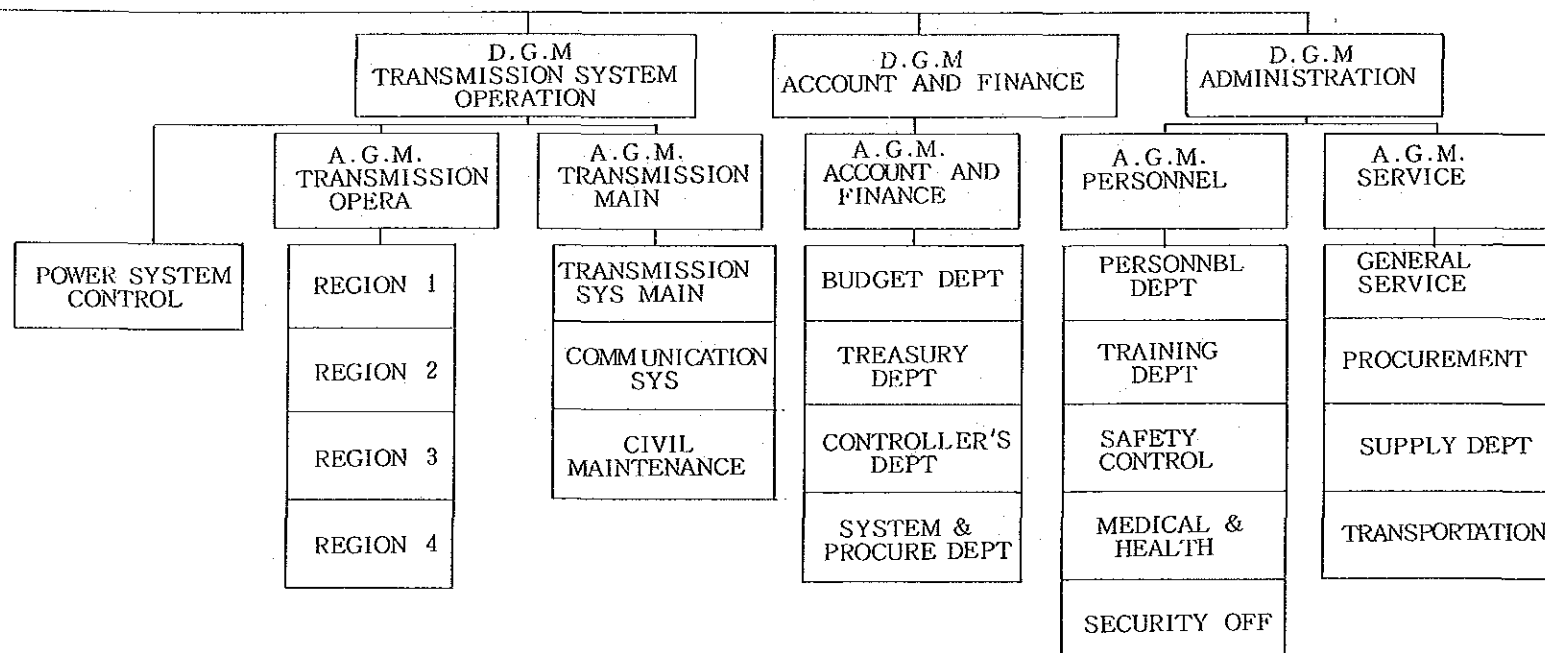 D.G.M
TRANSMISSION SYSTEM
OPERATION
D.G.M
ACCOUNT AND FINANCE
D.G.M
ADMINISTRATION
A.G.M.
TRANSMISSION
OPERA
A.G.M.
TRANSMISSION
MAIN
A.G.M.
ACCOUNT AND
FINANCE
A.G.M.
PERSONNEL
A.G.M.
SERVICE
POWER SYSTEM
CONTROL
REGION 1
REGION 2
REGION 3
REGION 4
TRANSMISSION
SYS MAIN
COMMUNICATION
SYS
CIVIL
MAINTENANCE
BUDGET DEPT
TREASURY
DEPT
CONTROLLER'S
DEPT
SYSTEM &
PROCURE DEPT
PERSONNBL
DEPT
TRAINING
DEPT
SAFETY
CONTROL
MEDICAL &
HEALTH
SECURITY OFF
GENERAL
SERVICE
PROCUREMENT
SUPPLY DEPT
TRANSPORTATION